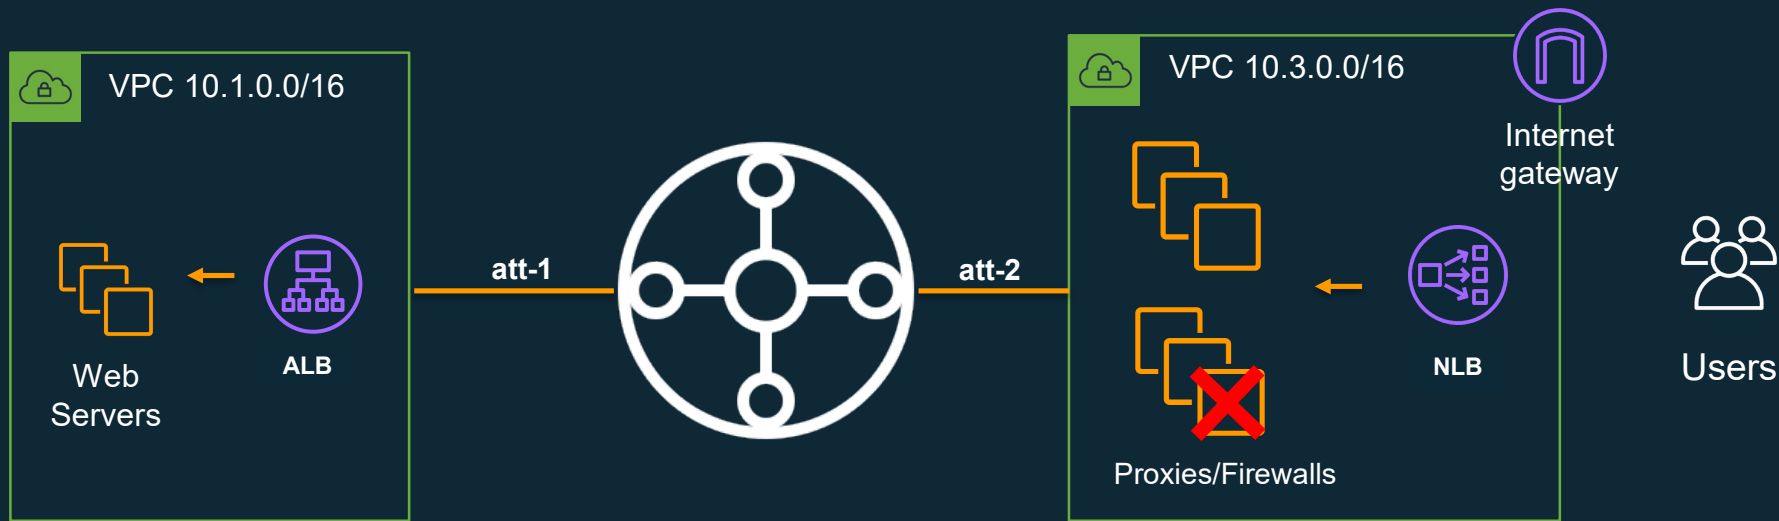 VPC 10.1.0.0/16
Web
Servers
ALB
att-1
att-2
VPC 10.3.0.0/16
Internet
gateway
NLB
Proxies/Firewalls
Users